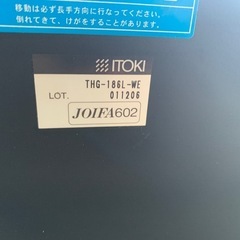 移動は必ず長手方向に行なってください。
倒れてきて、けがをすることがあります。
ITOKI
THG-186L-WE
LOT. 011206
JOIFA602